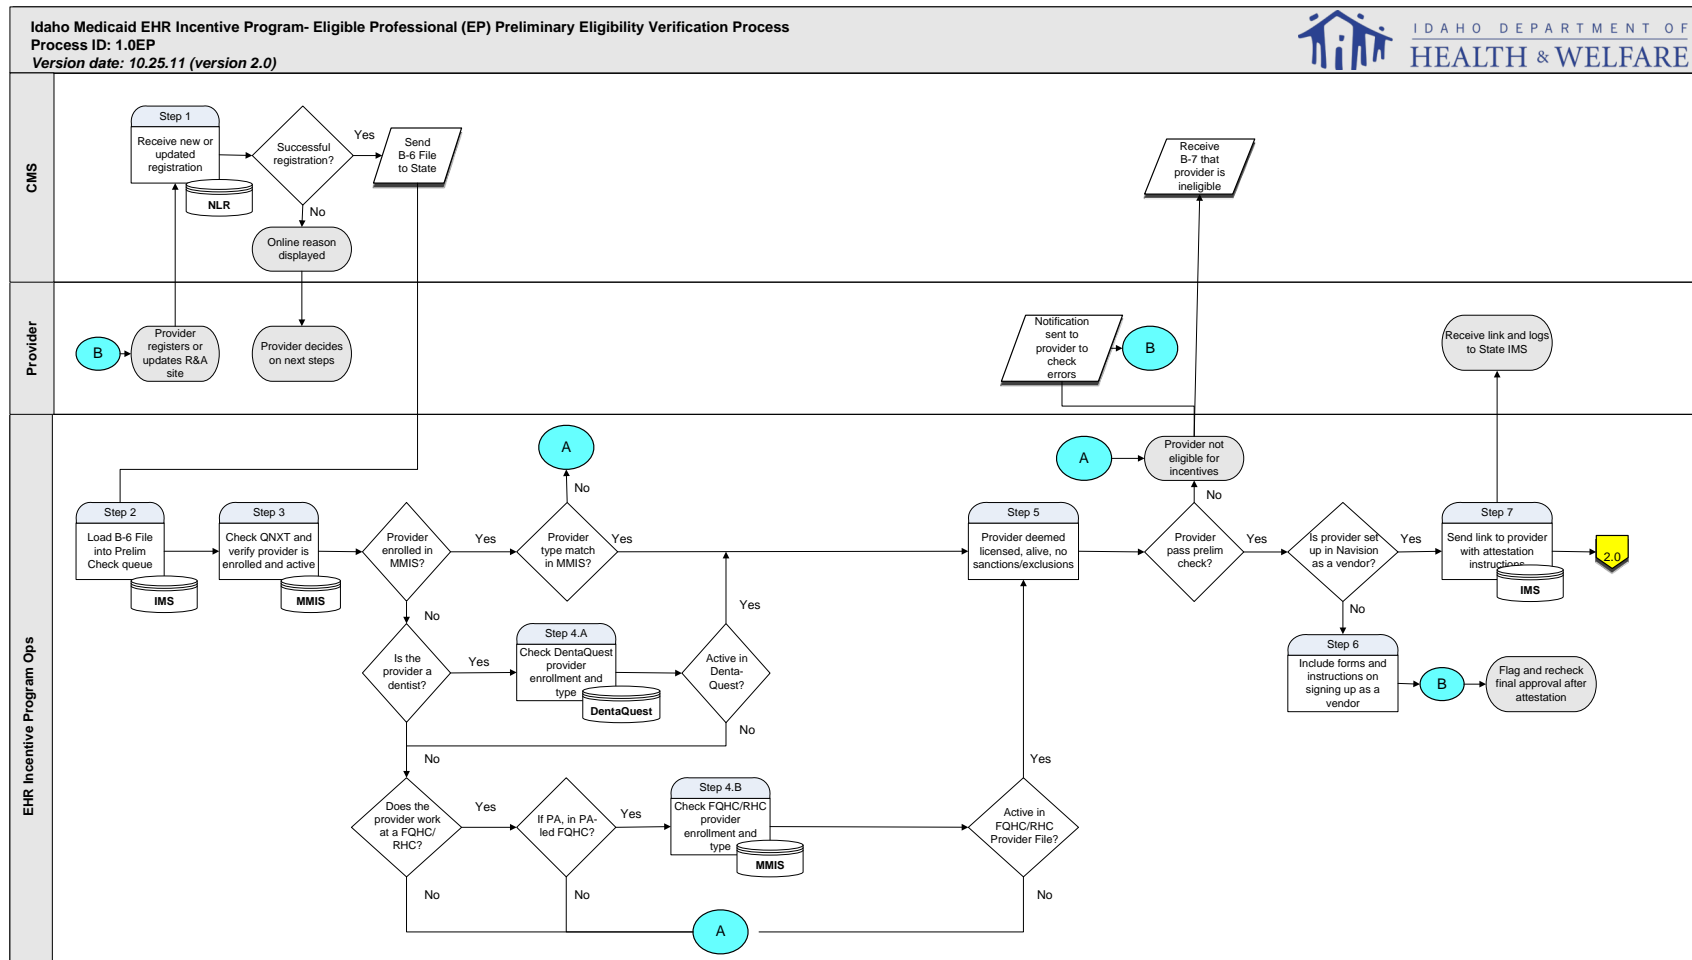 Idaho Medicaid EHR Incentive Program- Eligible Professional (EP) Preliminary Eligibility Verification Process
Process ID: 1.0EP
Version date: 10.25.11 (version 2.0)
IDAHO DEPARTMENT OF
HEALTH & WELFARE
CMS
Step 1
Receive new or
updated
registration
NLR
Successful
registration?
Yes
No
Send
B-6 File
to State
Online reason
displayed
Receive
B-7 that
provider is
ineligible
Provider
B
Provider
registers or
updates R&A
site
Provider decides
on next steps
Notification
sent to
provider to
check
errors
B
Receive link and logs
to State IMS
EHR Incentive Program Ops
A
No
A
Provider not
eligible for
incentives
No
Step 2
Load B-6 File
into Prelim
Check queue
IMS
Step 3
Check QNXT and
verify provider is
enrolled and active
MMIS
Provider
enrolled in
MMIS?
Yes
No
Provider
type match
in MMIS?
Yes
Step 5
Provider deemed
licensed, alive, no
sanctions/exclusions
Provider
pass prelim
check?
Yes
Is provider set
up in Navision
as a vendor?
Yes
No
Step 7
Send link to provider
with attestation
instructions
IMS
2.0
Is the
provider a
dentist?
Yes
No
Step 4.A
Check DentaQuest
provider
enrollment and
type
DentaQuest
Active in
Denta-
Quest?
Yes
No
Step 6
Include forms and
instructions on
signing up as a
vendor
B
Flag and recheck
final approval after
attestation
Does the
provider work
at a FQHC/
RHC?
Yes
No
If PA, in PA-
led FQHC?
Yes
No
Step 4.B
Check FQHC/RHC
provider
enrollment and
type
MMIS
Active in
FQHC/RHC
Provider File?
Yes
No
A